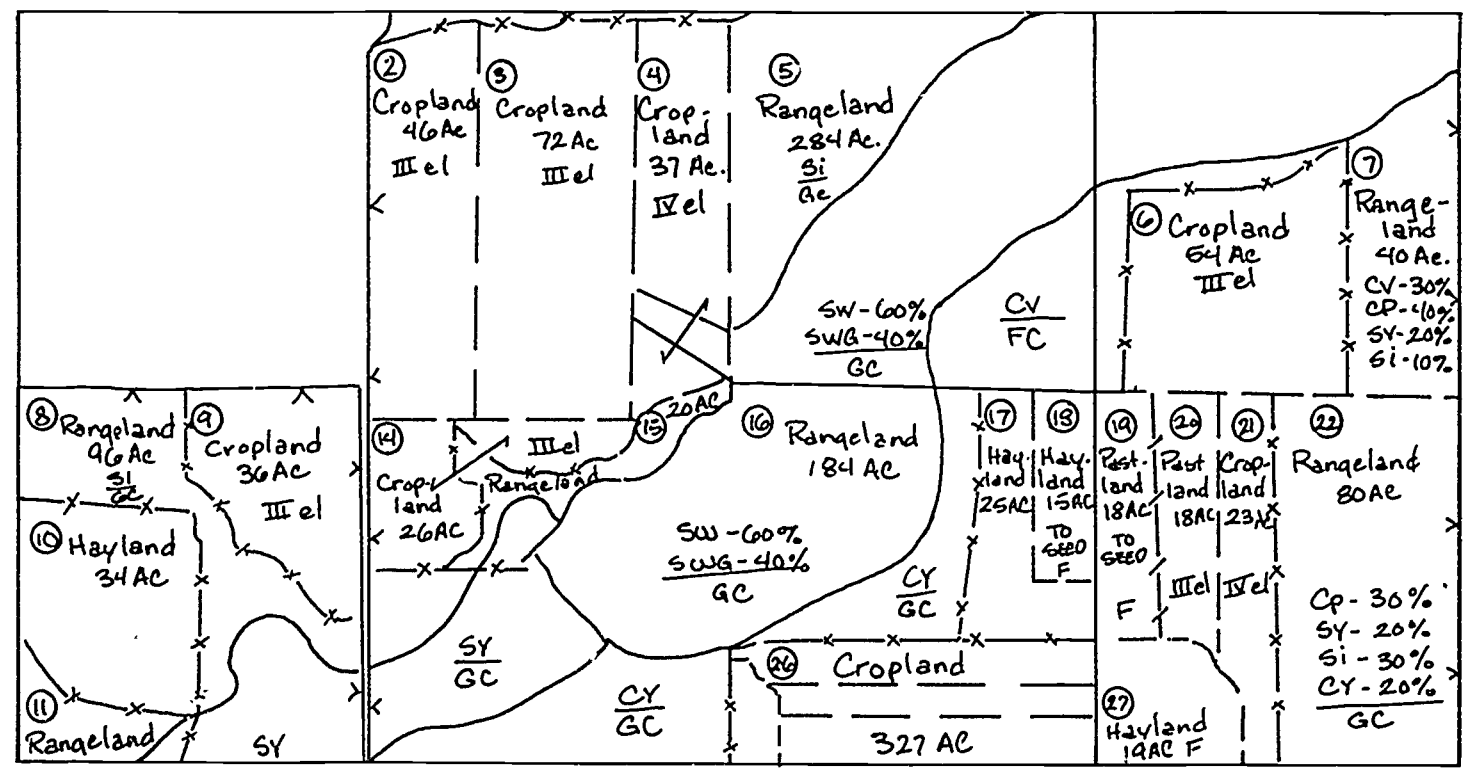 2
Cropland
46Ac
III el
3
Cropland
72Ac
III el
4
Crop-
land
37 Ac.
IV el
5
Rangeland
284 Ac.
Si
Gc
SW-60%
SWG-40%
GC
CV
FC
6
Cropland
54 Ac
III el
7
Range-
land
40 Ac.
CV-30%
CP-40%
SY-20%
Si-10%
8
Rangeland
96Ac
SI
GC
9
Cropland
36Ac
III el
10
Hayland
34 AC
11
Rangeland
SY
14
Crop-
land
26AC
III el
Rangeland
15
20AC
16
Rangeland
184 AC
SW-60%
SWG-40%
GC
SY
GC
CY
GC
CY
GC
17
Hay-
land
25AC
18
Hay-
land
15AC
TO
SEED
F
19
Past-
land
18AC
TO
SEED
F
20
Past
land
18AC
III el
21
Crop-
land
23AC
IV el
22
Rangeland
80AC
Cp-30%
SY-20%
Si-30%
CY-20%
GC
26
Cropland
327 AC
27
Hayland
19AC F